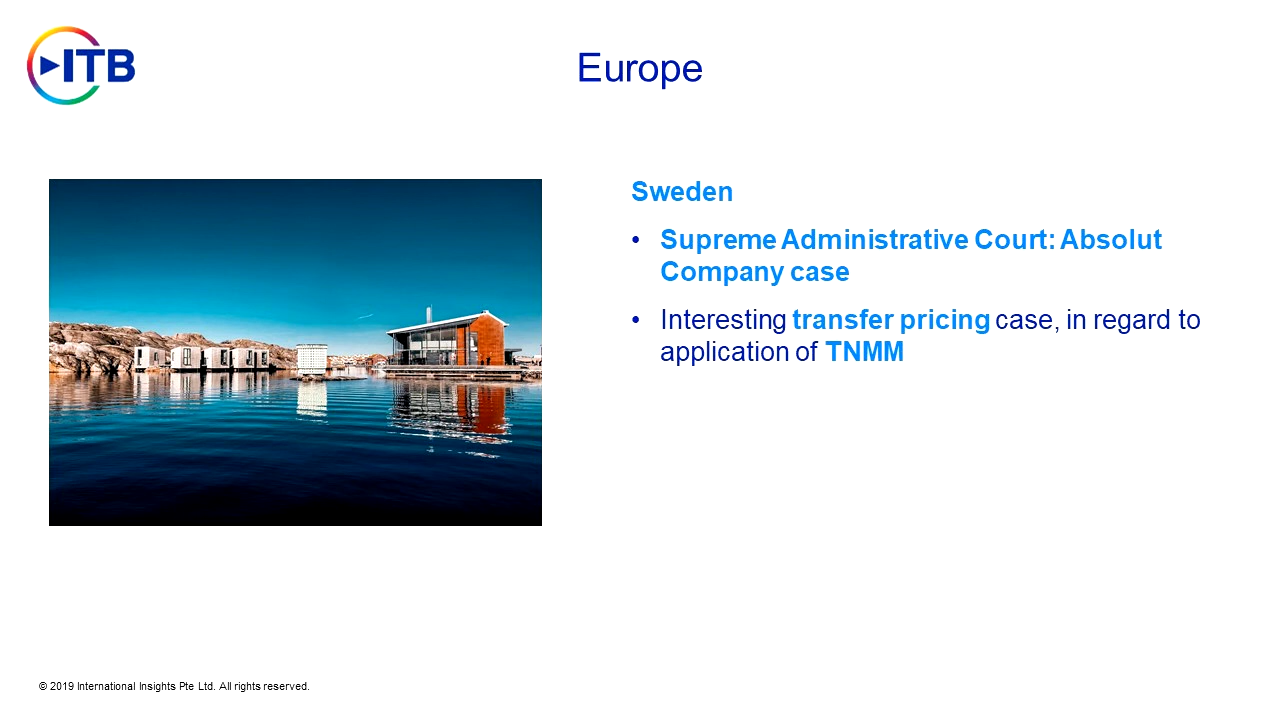 ITB
Europe
Sweden
• Supreme Administrative Court: Absolut
Company case
• Interesting transfer pricing case, in regard to
application of TNMM
© 2019 International Insights Pte Ltd. All rights reserved.